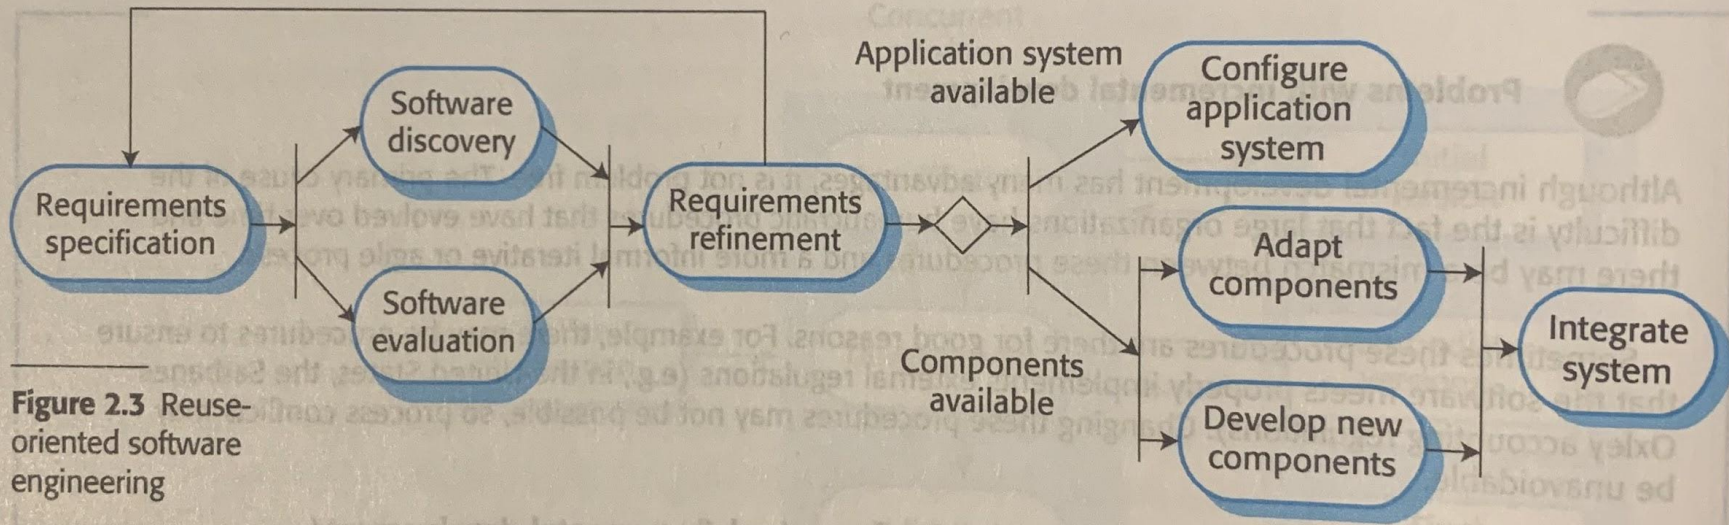 Requirements
specification
Software
discovery
Software
evaluation
Requirements
refinement
Application system
available
Configure
application
system
Components
available
Adapt
components
Develop new
components
Integrate
system
Figure 2.3 Reuse-
oriented software
engineering